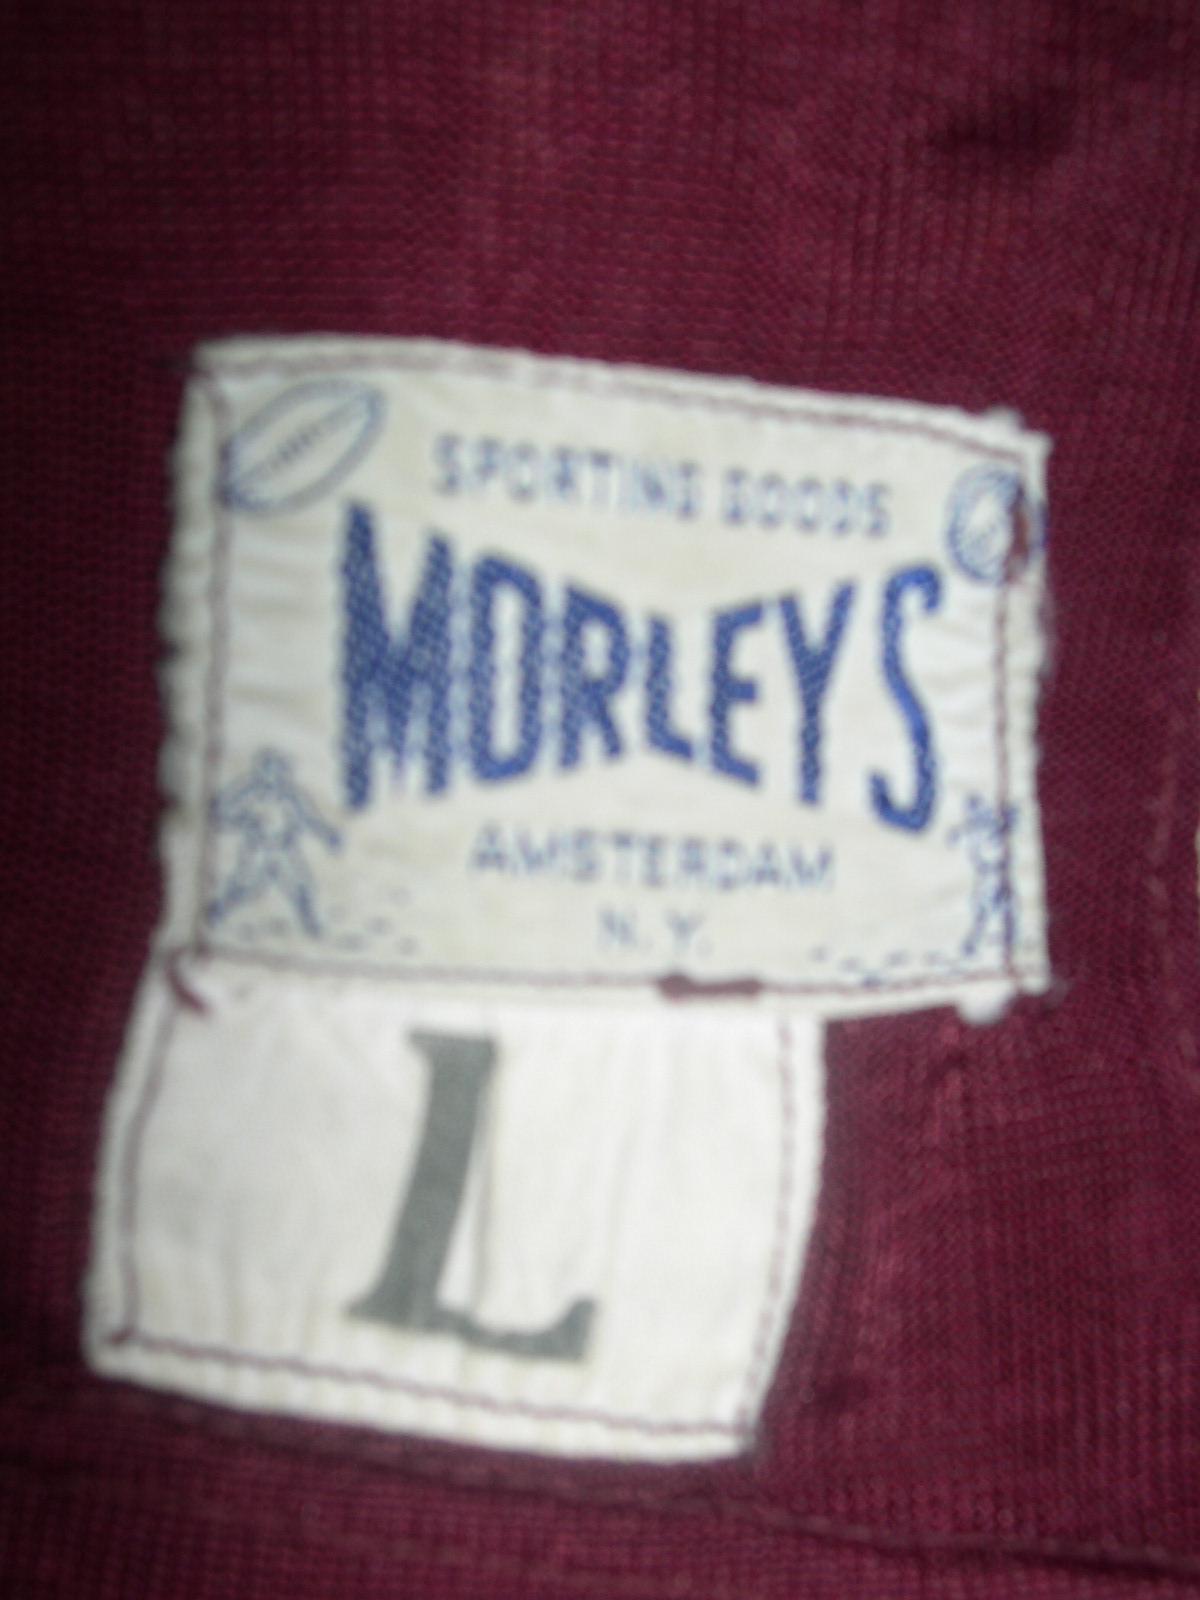 SPORTING GOODS
MORLEYS
AMSTERDAM
N.Y.
L